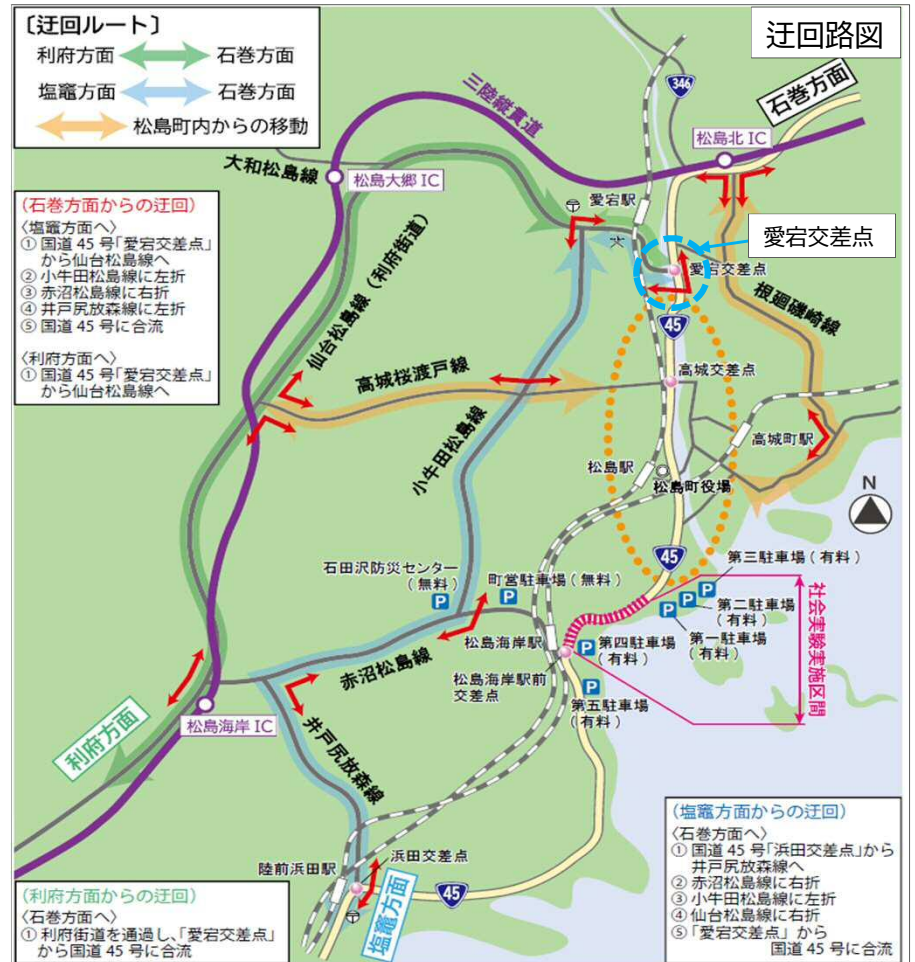 〔迂回ルート〕
利府方面 石巻方面
塩竈方面 石巻方面
松島町内からの移動
迂回路図
三陸縦貫道
346
石巻方面
松島北 IC
大和松島線
松島大郷 IC
愛宕駅
愛宕交差点
愛宕交差点
(石巻方面からの迂回)
〈塩竈方面へ〉
① 国道 45 号「愛宕交差点」
から仙台松島線へ
② 小牛田松島線に左折
③ 赤沼松島線に右折
④ 井戸尻放森線に左折
⑤ 国道 45 号に合流
〈利府方面へ〉
① 国道 45 号「愛宕交差点」
から仙台松島線へ
仙台松島線(利府街道)
45
根廻磯崎線
高城桜渡戸線
高城交差点
小牛田松島線
高城町駅
松島駅
松島町役場
N
45
第三駐車場(有料)
石田沢防災センター
(無料)
P
町営駐車場(無料)
P
P
P
P
第二駐車場
(有料)
第一駐車場
(有料)
社会実験実施区間
松島海岸駅
P
第四駐車場
(有料)
赤沼松島線
松島海岸駅前
交差点
P
第五駐車場
(有料)
松島海岸 IC
利府方面
井戸尻放森線
陸前浜田駅
浜田交差点
45
塩竈方面
(利府方面からの迂回)
〈石巻方面へ〉
① 利府街道を通過し、「愛宕交差点」
から国道 45 号に合流
(塩竈方面からの迂回)
〈石巻方面へ〉
① 国道 45 号「浜田交差点」から
井戸尻放森線へ
② 赤沼松島線に右折
③ 小牛田松島線に左折
④ 仙台松島線に右折
⑤「愛宕交差点」から
国道 45 号に合流